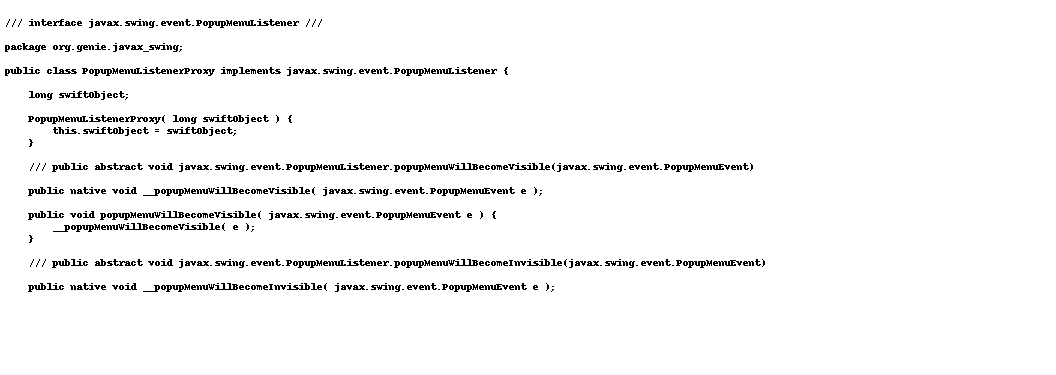 /// interface javax.swing.event.PopupMenuListener ///
package org.genie.javax_swing;
public class PopupMenuListenerProxy implements javax.swing.event.PopupMenuListener {
long swiftObject;
PopupMenuListenerProxy( long swiftObject ) {
this.swiftObject = swiftObject;
}
/// public abstract void javax.swing.event.PopupMenuListener.popupMenuWillBecomeVisible(javax.swing.event.PopupMenuEvent)
public native void __popupMenuWillBecomeVisible( javax.swing.event.PopupMenuEvent e );
public void popupMenuWillBecomeVisible( javax.swing.event.PopupMenuEvent e ) {
__popupMenuWillBecomeVisible( e );
}
/// public abstract void javax.swing.event.PopupMenuListener.popupMenuWillBecomeInvisible(javax.swing.event.PopupMenuEvent)
public native void __popupMenuWillBecomeInvisible( javax.swing.event.PopupMenuEvent e );